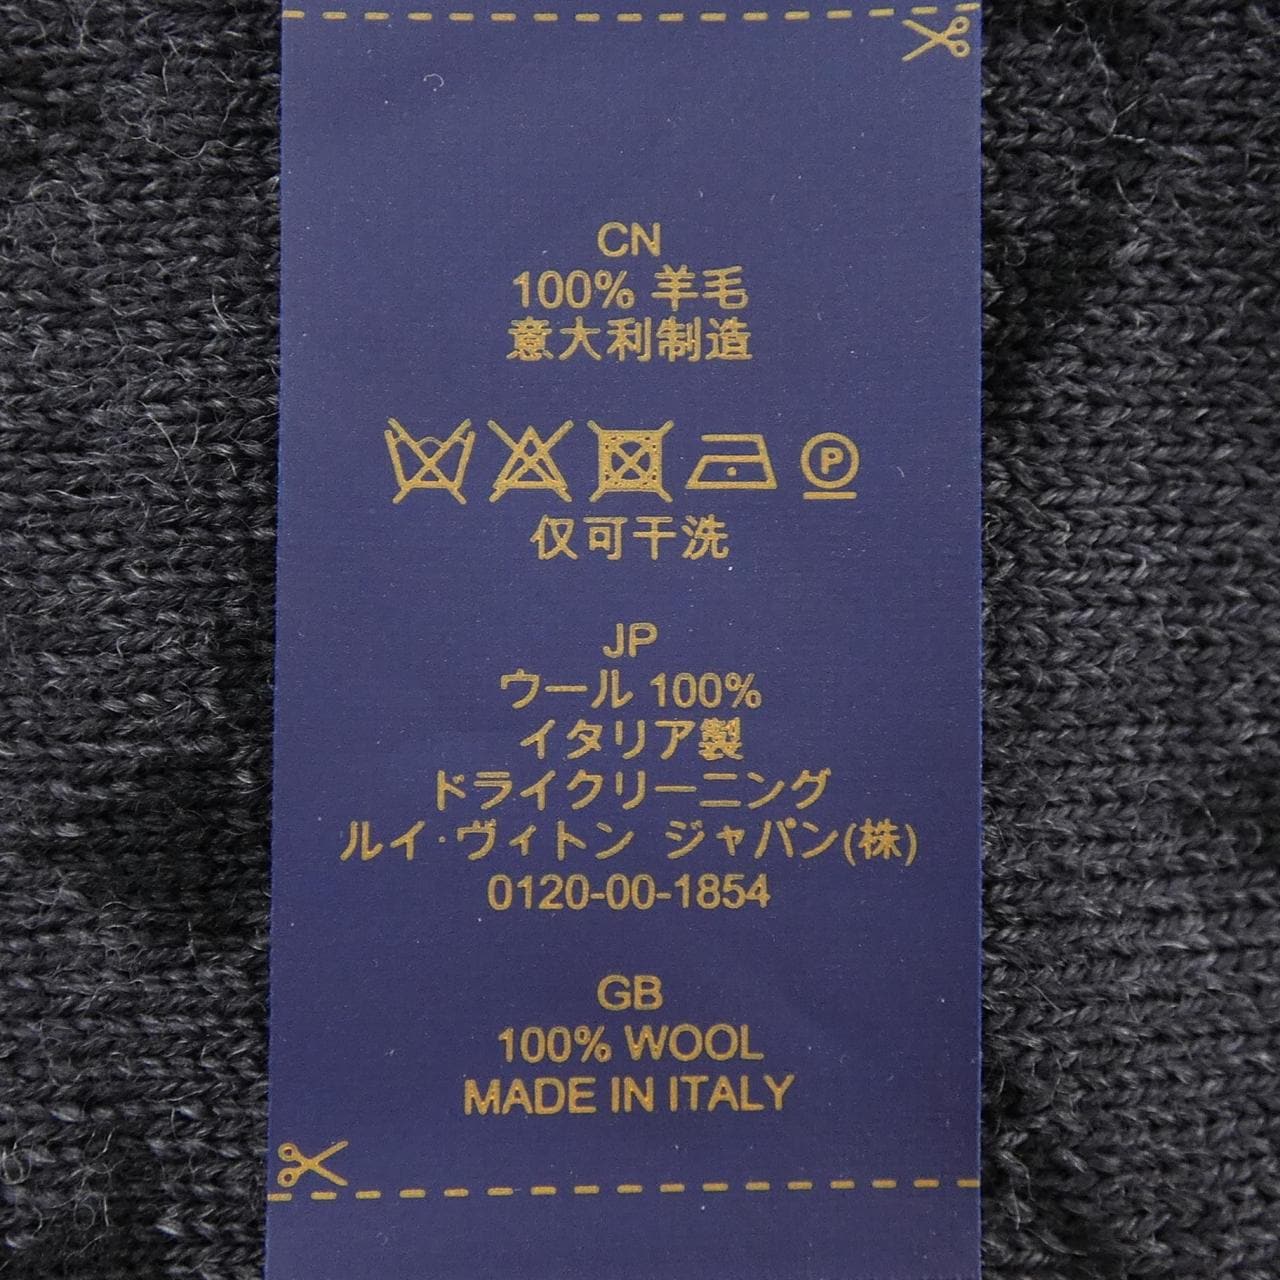 CN
100% 羊毛
意大利制造
P
仅可干洗
JP
ウール 100%
イタリア製
ドライクリーニング
ルイ·ヴィトン ジャパン(株)
0120-00-1854
GB
100% WOOL
MADE IN ITALY